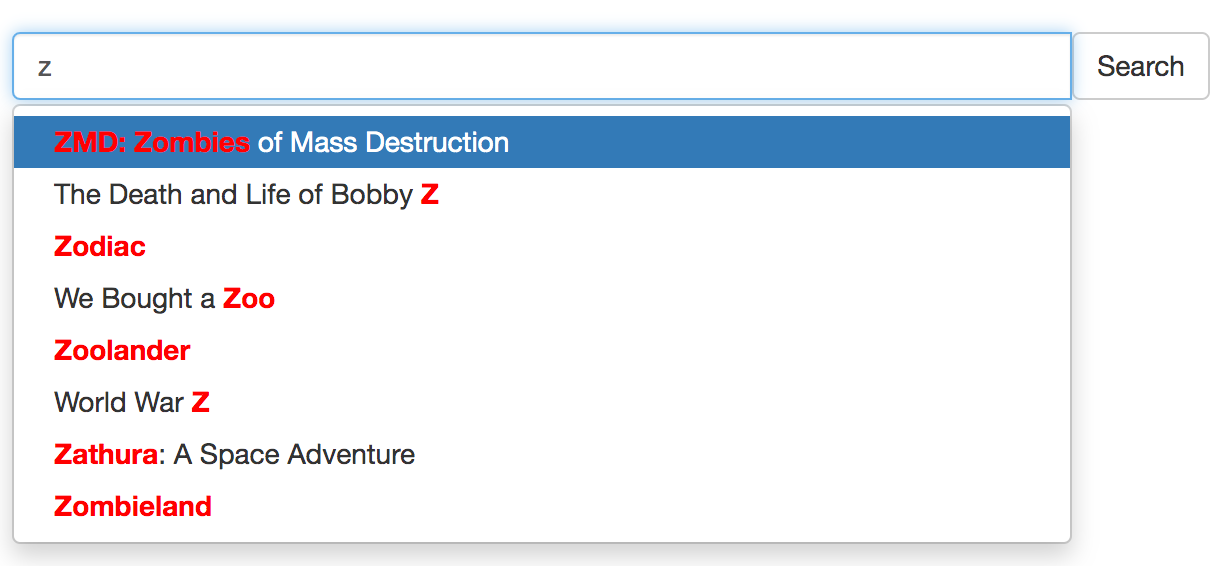 z
Search
ZMD: Zombies of Mass Destruction
The Death and Life of Bobby Z
Zodiac
We Bought a Zoo
Zoolander
World War Z
Zathura: A Space Adventure
Zombieland